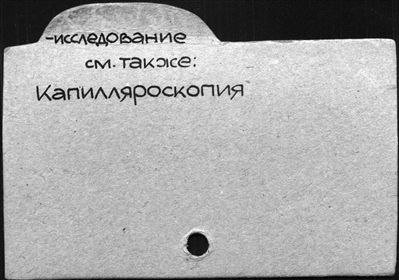 -исследование
см. также:
Капилляроскопия